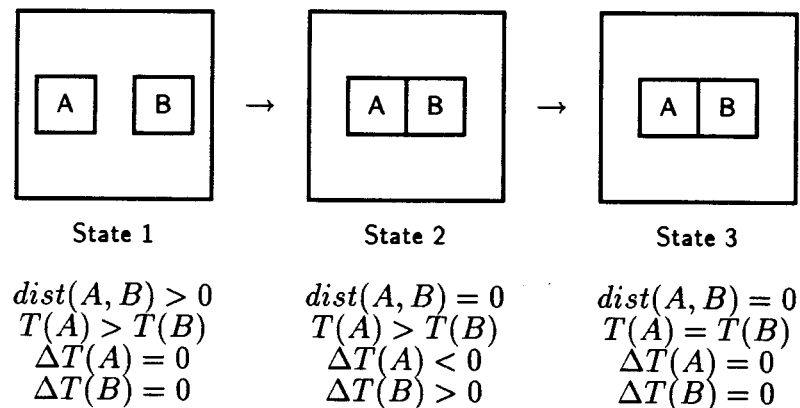 A B → A B → A B
State 1 State 2 State 3
dist(A, B) > 0 dist(A, B) = 0 dist(A, B) = 0
T(A) > T(B) T(A) > T(B) T(A) = T(B)
ΔT(A) = 0 ΔT(A) < 0 ΔT(A) = 0
ΔT(B) = 0 ΔT(B) > 0 ΔT(B) = 0